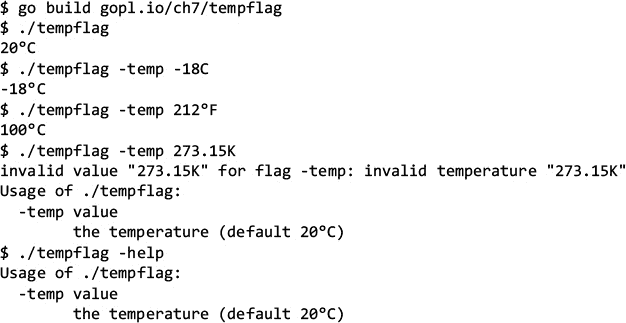 $ go build gopl.io/ch7/tempflag
$ ./tempflag
20°C
$ ./tempflag -temp -18C
-18°C
$ ./tempflag -temp 212°F
100°C
$ ./tempflag -temp 273.15K
invalid value "273.15K" for flag -temp: invalid temperature "273.15K"
Usage of ./tempflag:
  -temp value
        the temperature (default 20°C)
$ ./tempflag -help
Usage of ./tempflag:
  -temp value
        the temperature (default 20°C)